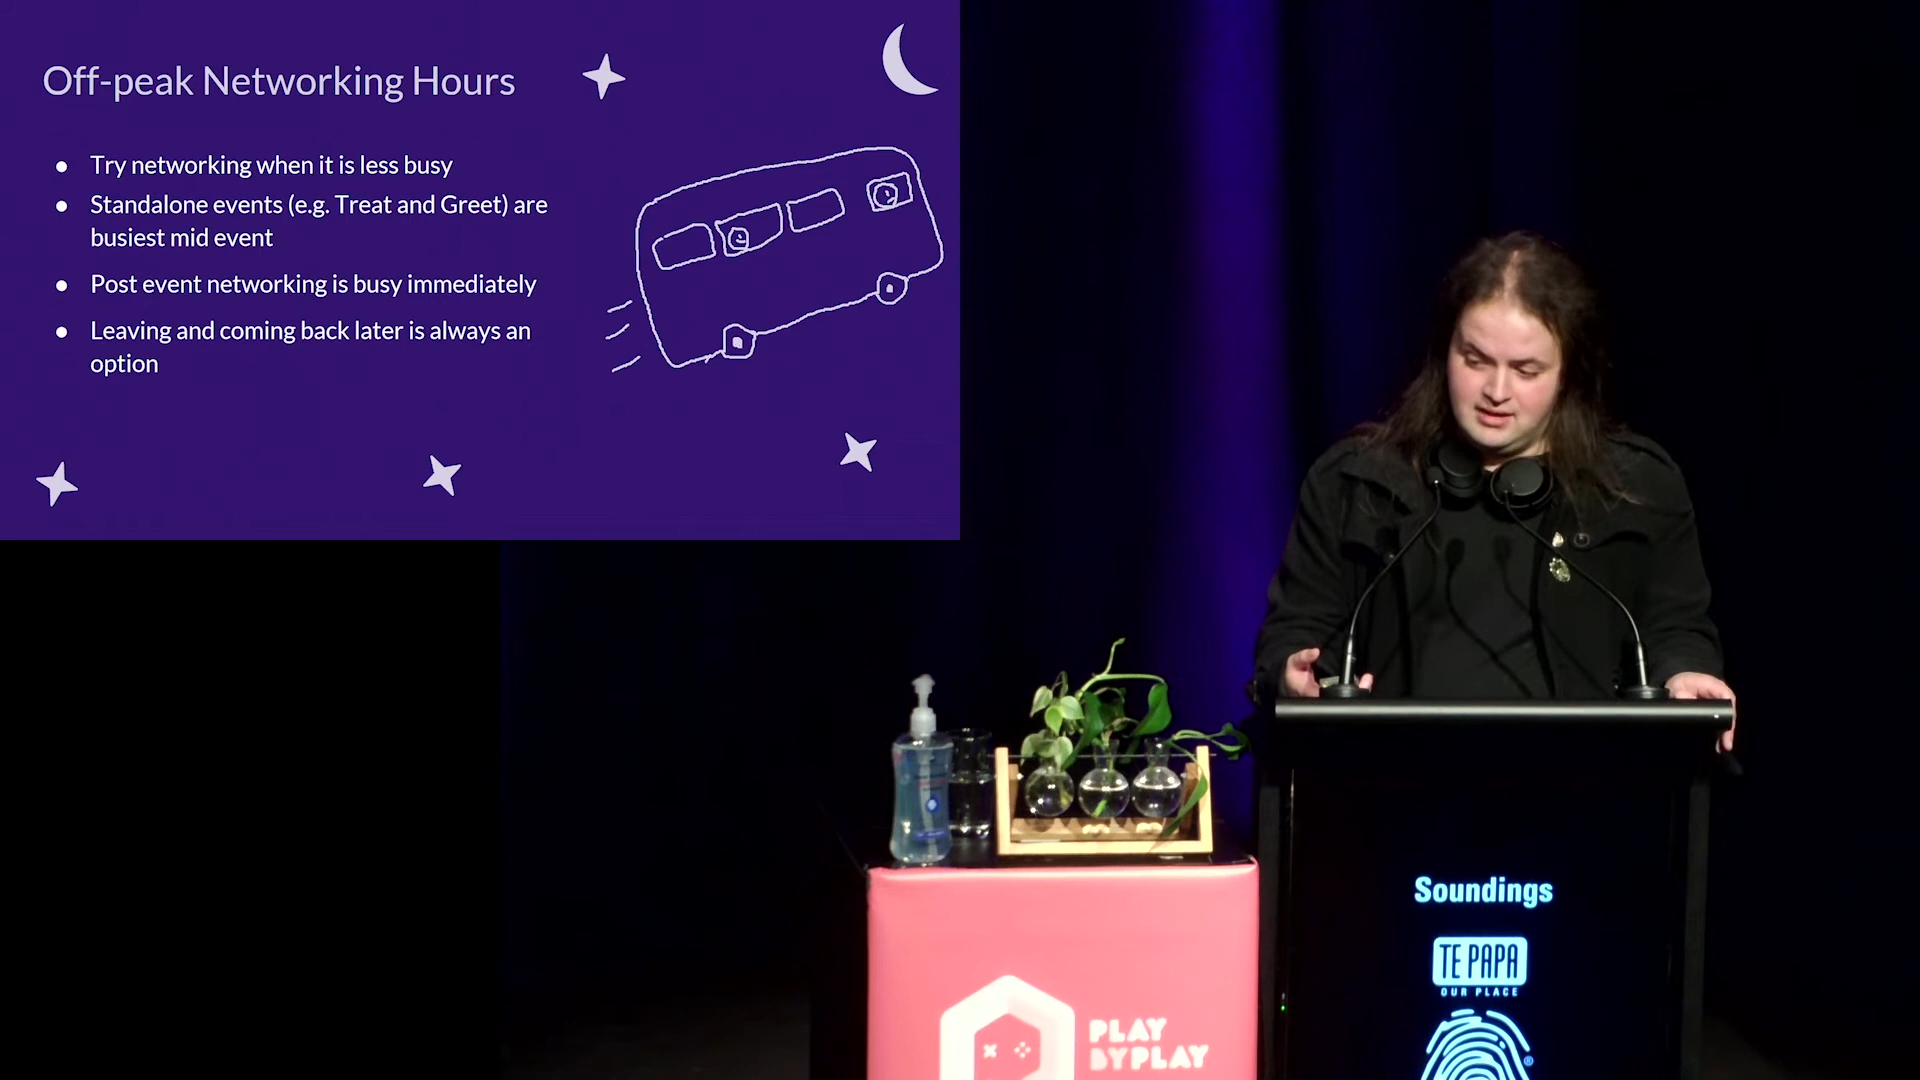 Off-peak Networking Hours
Try networking when it is less busy
Standalone events (e.g. Treat and Greet) are
busiest mid event
Post event networking is busy immediately
Leaving and coming back later is always an
option
Soundings
TE PAPA
OUR PLACE
PLAY
BYPLAY